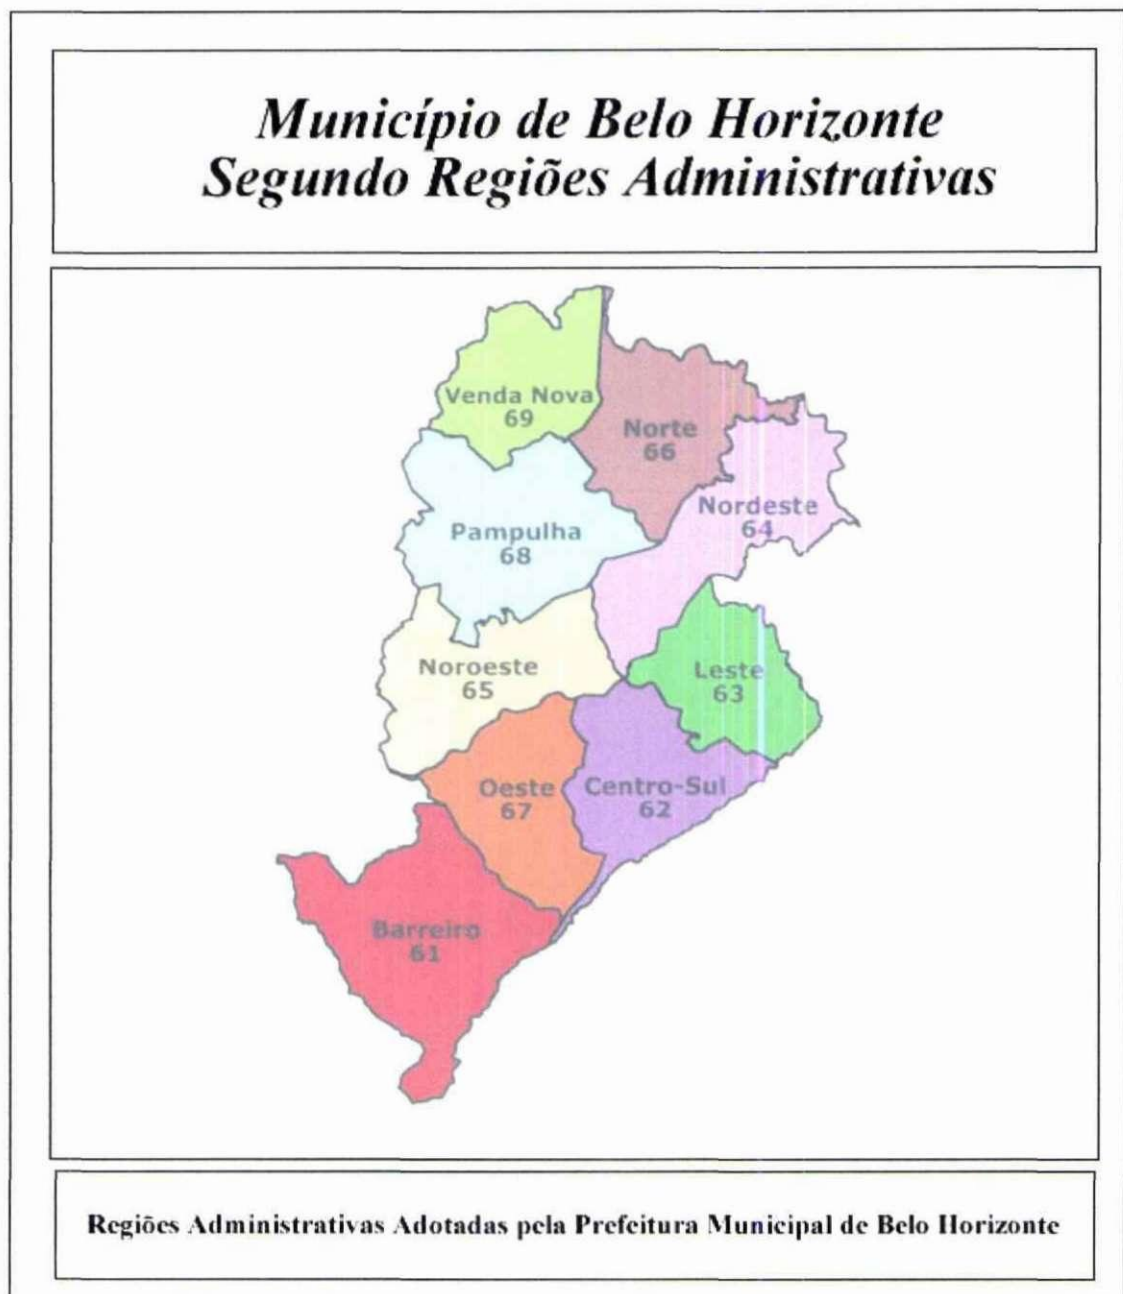 Município de Belo Horizonte
Segundo Regiões Administrativas
Venda Nova
69
Norte
66
Nordeste
64
Pampulha
68
Noroeste
65
Leste
63
Oeste
67
Centro-Sul
62
Barreiro
61
Regiões Administrativas Adotadas pela Prefeitura Municipal de Belo Horizonte